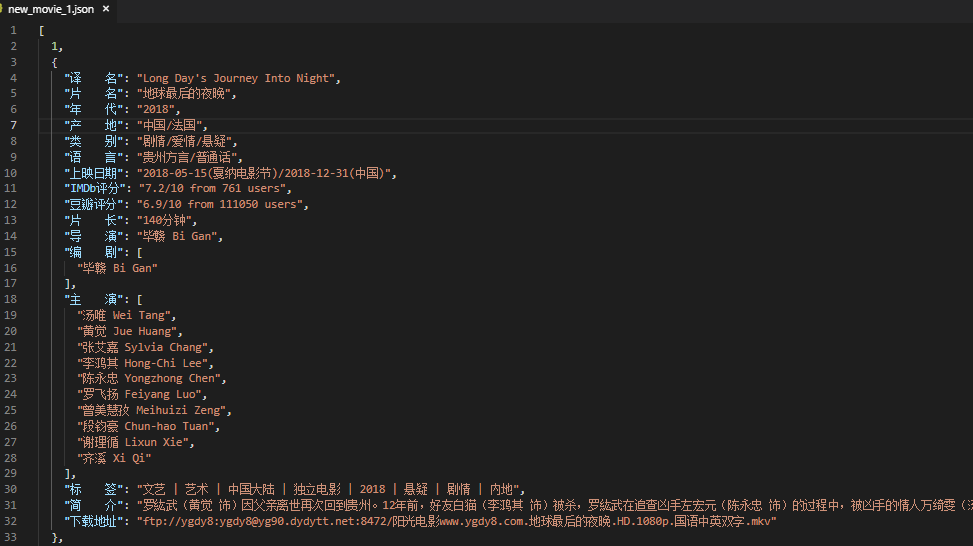 new_movie_1.json ×
1 [
2 1,
3 {
4 "译　　名": "Long Day's Journey Into Night",
5 "片　　名": "地球最后的夜晚",
6 "年　　代": "2018",
7 "产　　地": "中国/法国",
8 "类　　别": "剧情/爱情/悬疑",
9 "语　　言": "贵州方言/普通话",
10 "上映日期": "2018-05-15(戛纳电影节)/2018-12-31(中国)",
11 "IMDb评分": "7.2/10 from 761 users",
12 "豆瓣评分": "6.9/10 from 111050 users",
13 "片　　长": "140分钟",
14 "导　　演": "毕赣 Bi Gan",
15 "编　　剧": [
16 "毕赣 Bi Gan"
17 ],
18 "主　　演": [
19 "汤唯 Wei Tang",
20 "黄觉 Jue Huang",
21 "张艾嘉 Sylvia Chang",
22 "李鸿其 Hong-Chi Lee",
23 "陈永忠 Yongzhong Chen",
24 "罗飞扬 Feiyang Luo",
25 "曾美慧孜 Meihuizi Zeng",
26 "段钧豪 Chun-hao Tuan",
27 "谢理循 Lixun Xie",
28 "齐溪 Xi Qi"
29 ],
30 "标　　签": "文艺 | 艺术 | 中国大陆 | 独立电影 | 2018 | 悬疑 | 剧情 | 内地",
31 "简　　介": "罗紘武（黄觉 饰）因父亲离世再次回到贵州。12年前，好友白猫（李鸿其 饰）被杀，罗紘武在追查凶手左宏元（陈永忠 饰）的过程中，被凶手的情人万绮雯（
32 "下载地址": "ftp://ygdy8:ygdy8@yg90.dydytt.net:8472/阳光电影www.ygdy8.com.地球最后的夜晚.HD.1080p.国语中英双字.mkv"
33 },